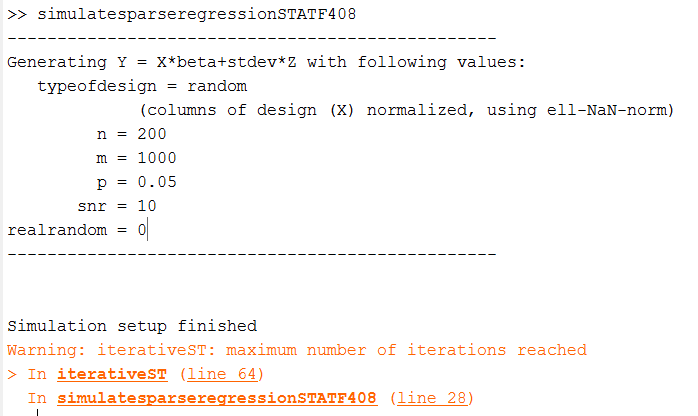 >> simulatesparseregressionSTATF408
-------------------------------------------------
Generating Y = X*beta+stdev*Z with following values:
typeofdesign = random
(columns of design (X) normalized, using ell-NaN-norm)
n = 200
m = 1000
p = 0.05
snr = 10
realrandom = 0
-------------------------------------------------
Simulation setup finished
Warning: iterativeST: maximum number of iterations reached
> In iterativeST (line 64)
In simulatesparseregressionSTATF408 (line 28)